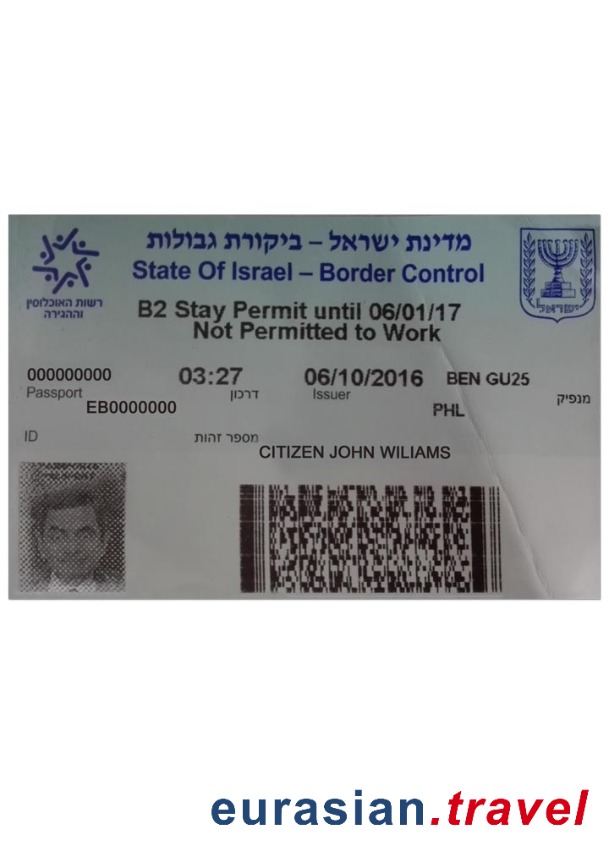 מדינת ישראל – ביקורת גבולות
State Of Israel – Border Control
רשות האוכלוסין
וההגירה
ישראל
B2 Stay Permit until 06/01/17
Not Permitted to Work
000000000 03:27 06/10/2016 BEN GU25
Passport דרכון Issuer מנפיק
EB0000000 PHL
ID מספר זהות
CITIZEN JOHN WILIAMS
eurasian.travel